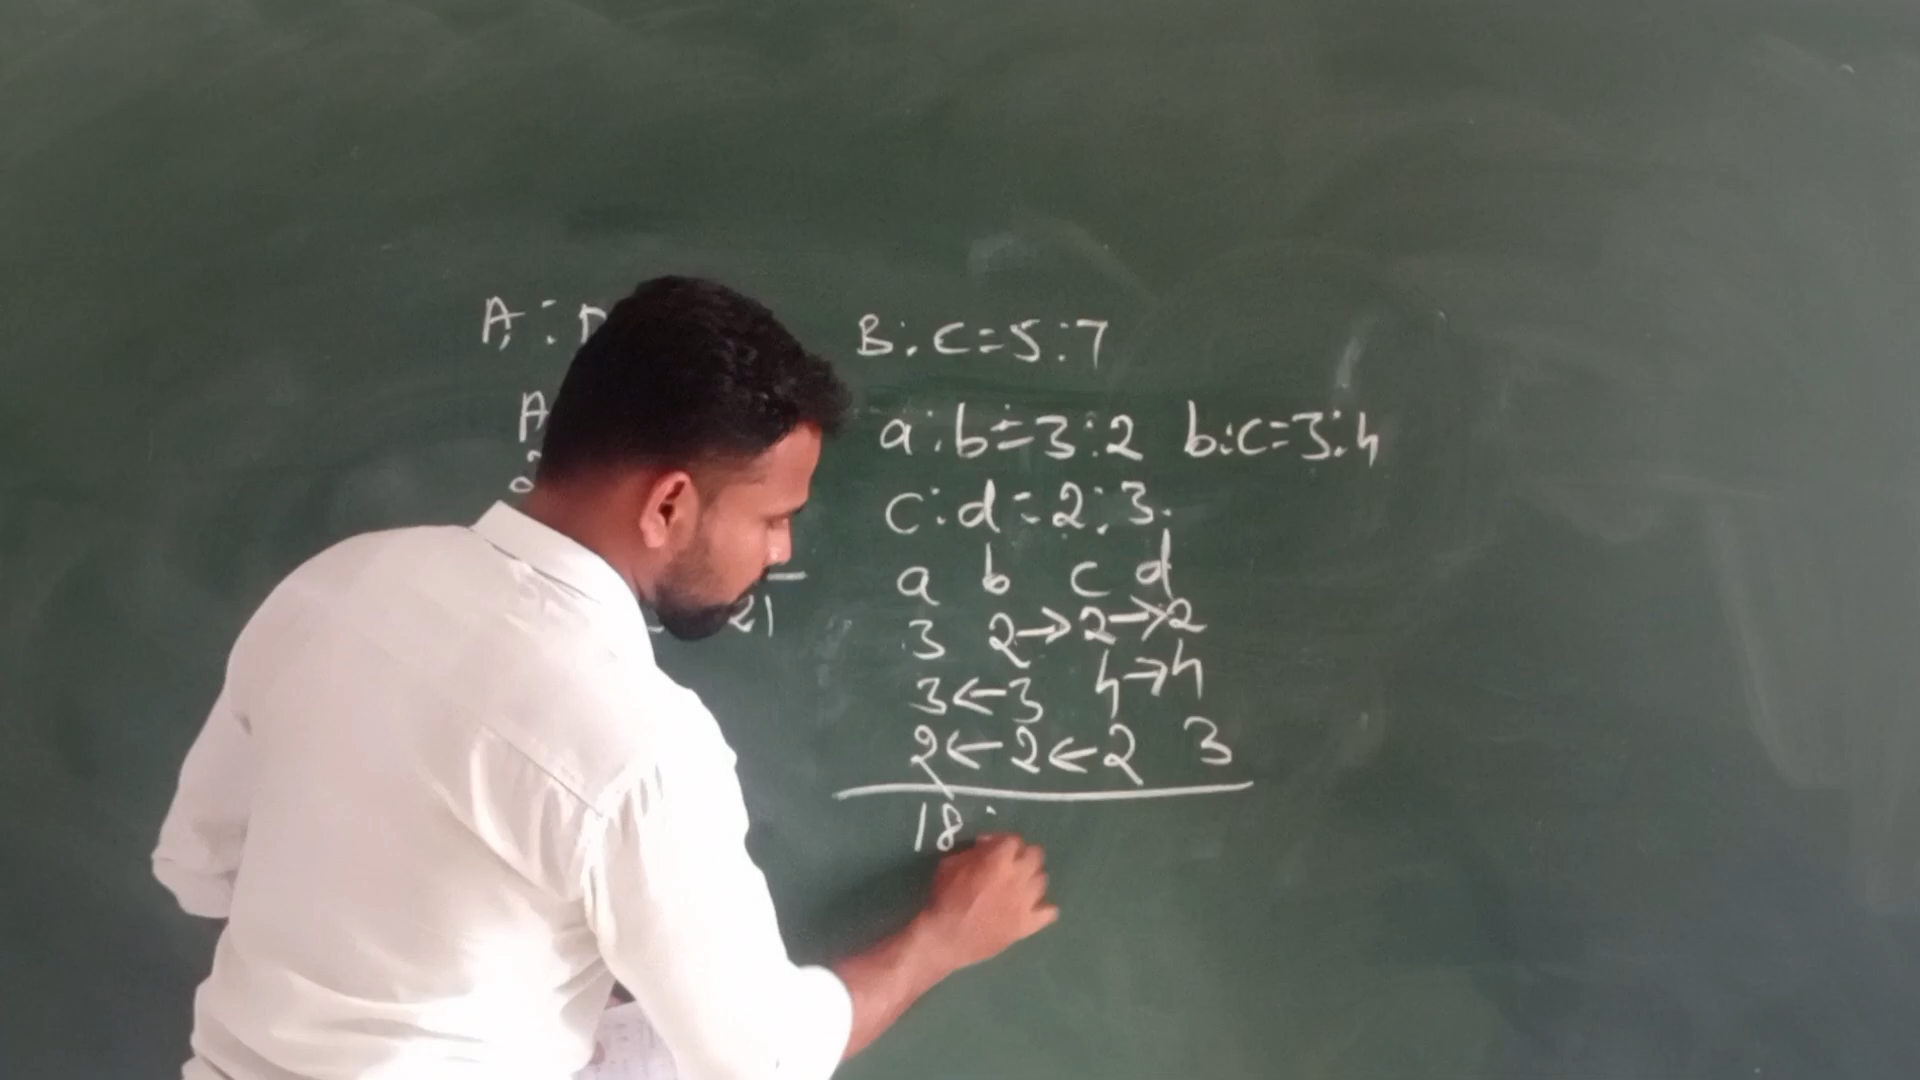 A : B : C = 5 : 7
A
a : b = 3 : 2 b : c = 3 : 4
c : d = 2 : 3.
a b c d
21
3 2 → 2 → 2
3 ← 3 4 → 4
2 ← 2 ← 2 3
18 :